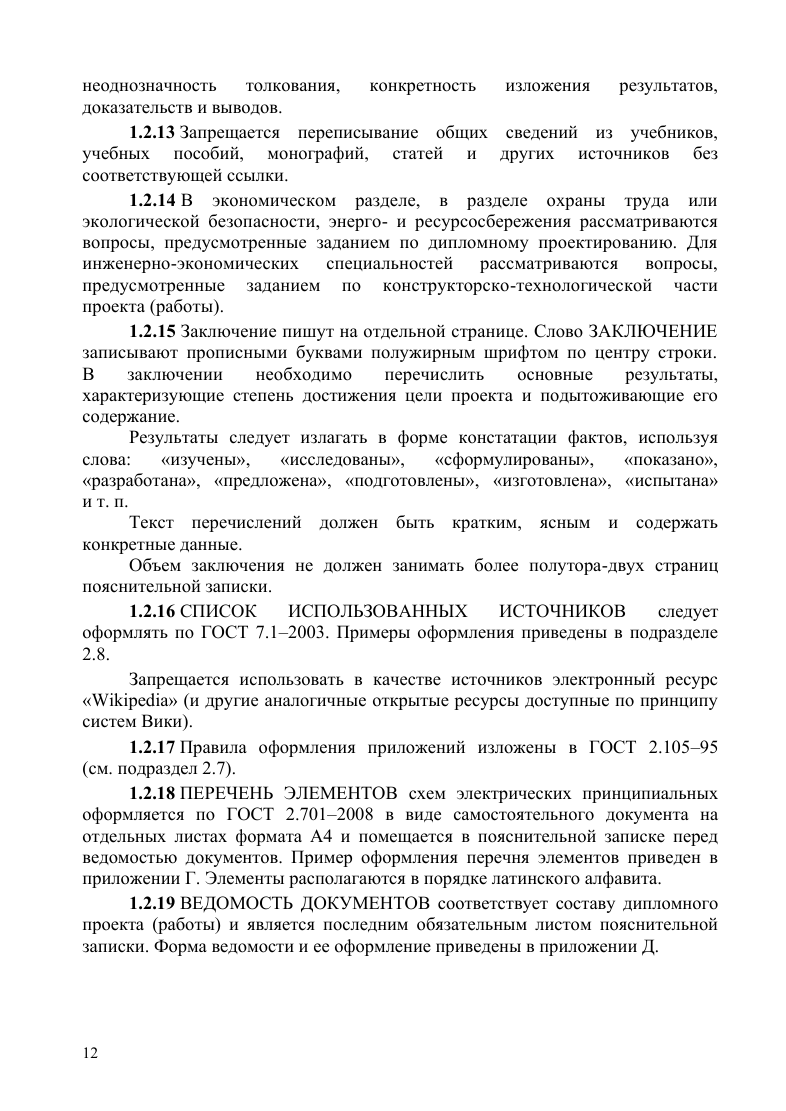 неоднозначность толкования, конкретность изложения результатов,
доказательств и выводов.
1.2.13 Запрещается переписывание общих сведений из учебников,
учебных пособий, монографий, статей и других источников без
соответствующей ссылки.
1.2.14 В экономическом разделе, в разделе охраны труда или
экологической безопасности, энерго- и ресурсосбережения рассматриваются
вопросы, предусмотренные заданием по дипломному проектированию. Для
инженерно-экономических специальностей рассматриваются вопросы,
предусмотренные заданием по конструкторско-технологической части
проекта (работы).
1.2.15 Заключение пишут на отдельной странице. Слово ЗАКЛЮЧЕНИЕ
записывают прописными буквами полужирным шрифтом по центру строки.
В заключении необходимо перечислить основные результаты,
характеризующие степень достижения цели проекта и подытоживающие его
содержание.
Результаты следует излагать в форме констатации фактов, используя
слова: «изучены», «исследованы», «сформулированы», «показано»,
«разработана», «предложена», «подготовлены», «изготовлена», «испытана»
и т. п.
Текст перечислений должен быть кратким, ясным и содержать
конкретные данные.
Объем заключения не должен занимать более полутора-двух страниц
пояснительной записки.
1.2.16 СПИСОК ИСПОЛЬЗОВАННЫХ ИСТОЧНИКОВ следует
оформлять по ГОСТ 7.1–2003. Примеры оформления приведены в подразделе
2.8.
Запрещается использовать в качестве источников электронный ресурс
«Wikipedia» (и другие аналогичные открытые ресурсы доступные по принципу
систем Вики).
1.2.17 Правила оформления приложений изложены в ГОСТ 2.105–95
(см. подраздел 2.7).
1.2.18 ПЕРЕЧЕНЬ ЭЛЕМЕНТОВ схем электрических принципиальных
оформляется по ГОСТ 2.701–2008 в виде самостоятельного документа на
отдельных листах формата А4 и помещается в пояснительной записке перед
ведомостью документов. Пример оформления перечня элементов приведен в
приложении Г. Элементы располагаются в порядке латинского алфавита.
1.2.19 ВЕДОМОСТЬ ДОКУМЕНТОВ соответствует составу дипломного
проекта (работы) и является последним обязательным листом пояснительной
записки. Форма ведомости и ее оформление приведены в приложении Д.
12